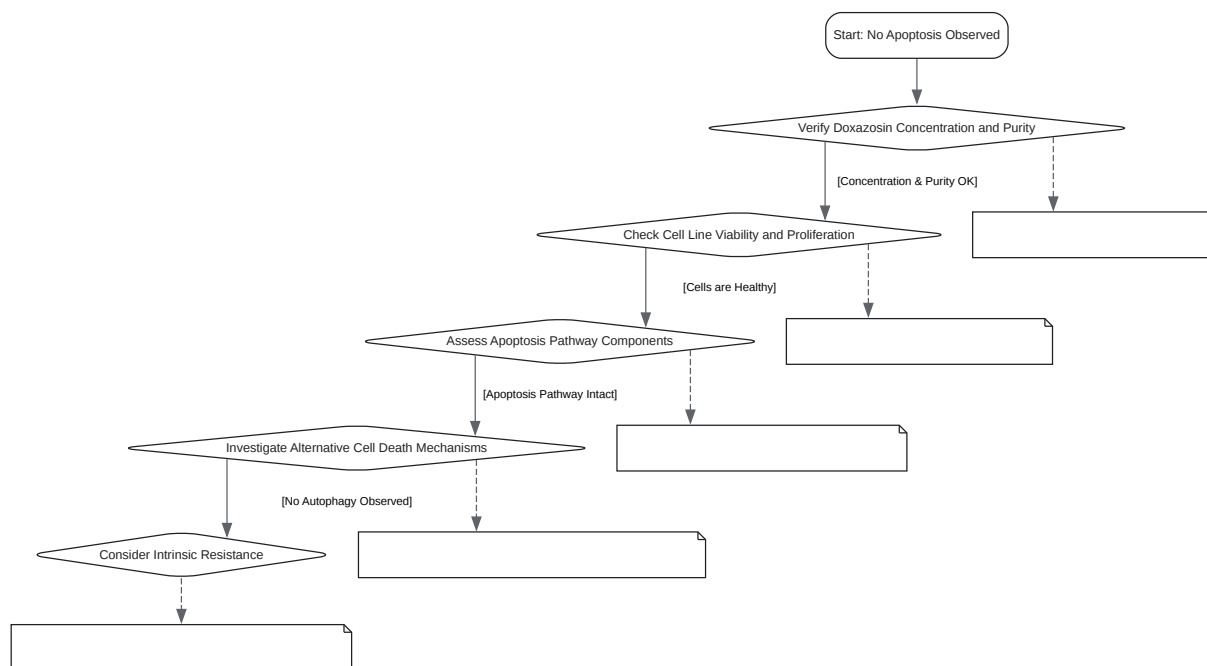 Start: No Apoptosis Observed
Verify Doxazosin Concentration and Purity
[Concentration & Purity OK]
Check Cell Line Viability and Proliferation
[Cells are Healthy]
Assess Apoptosis Pathway Components
[Apoptosis Pathway Intact]
Investigate Alternative Cell Death Mechanisms
[No Autophagy Observed]
Consider Intrinsic Resistance